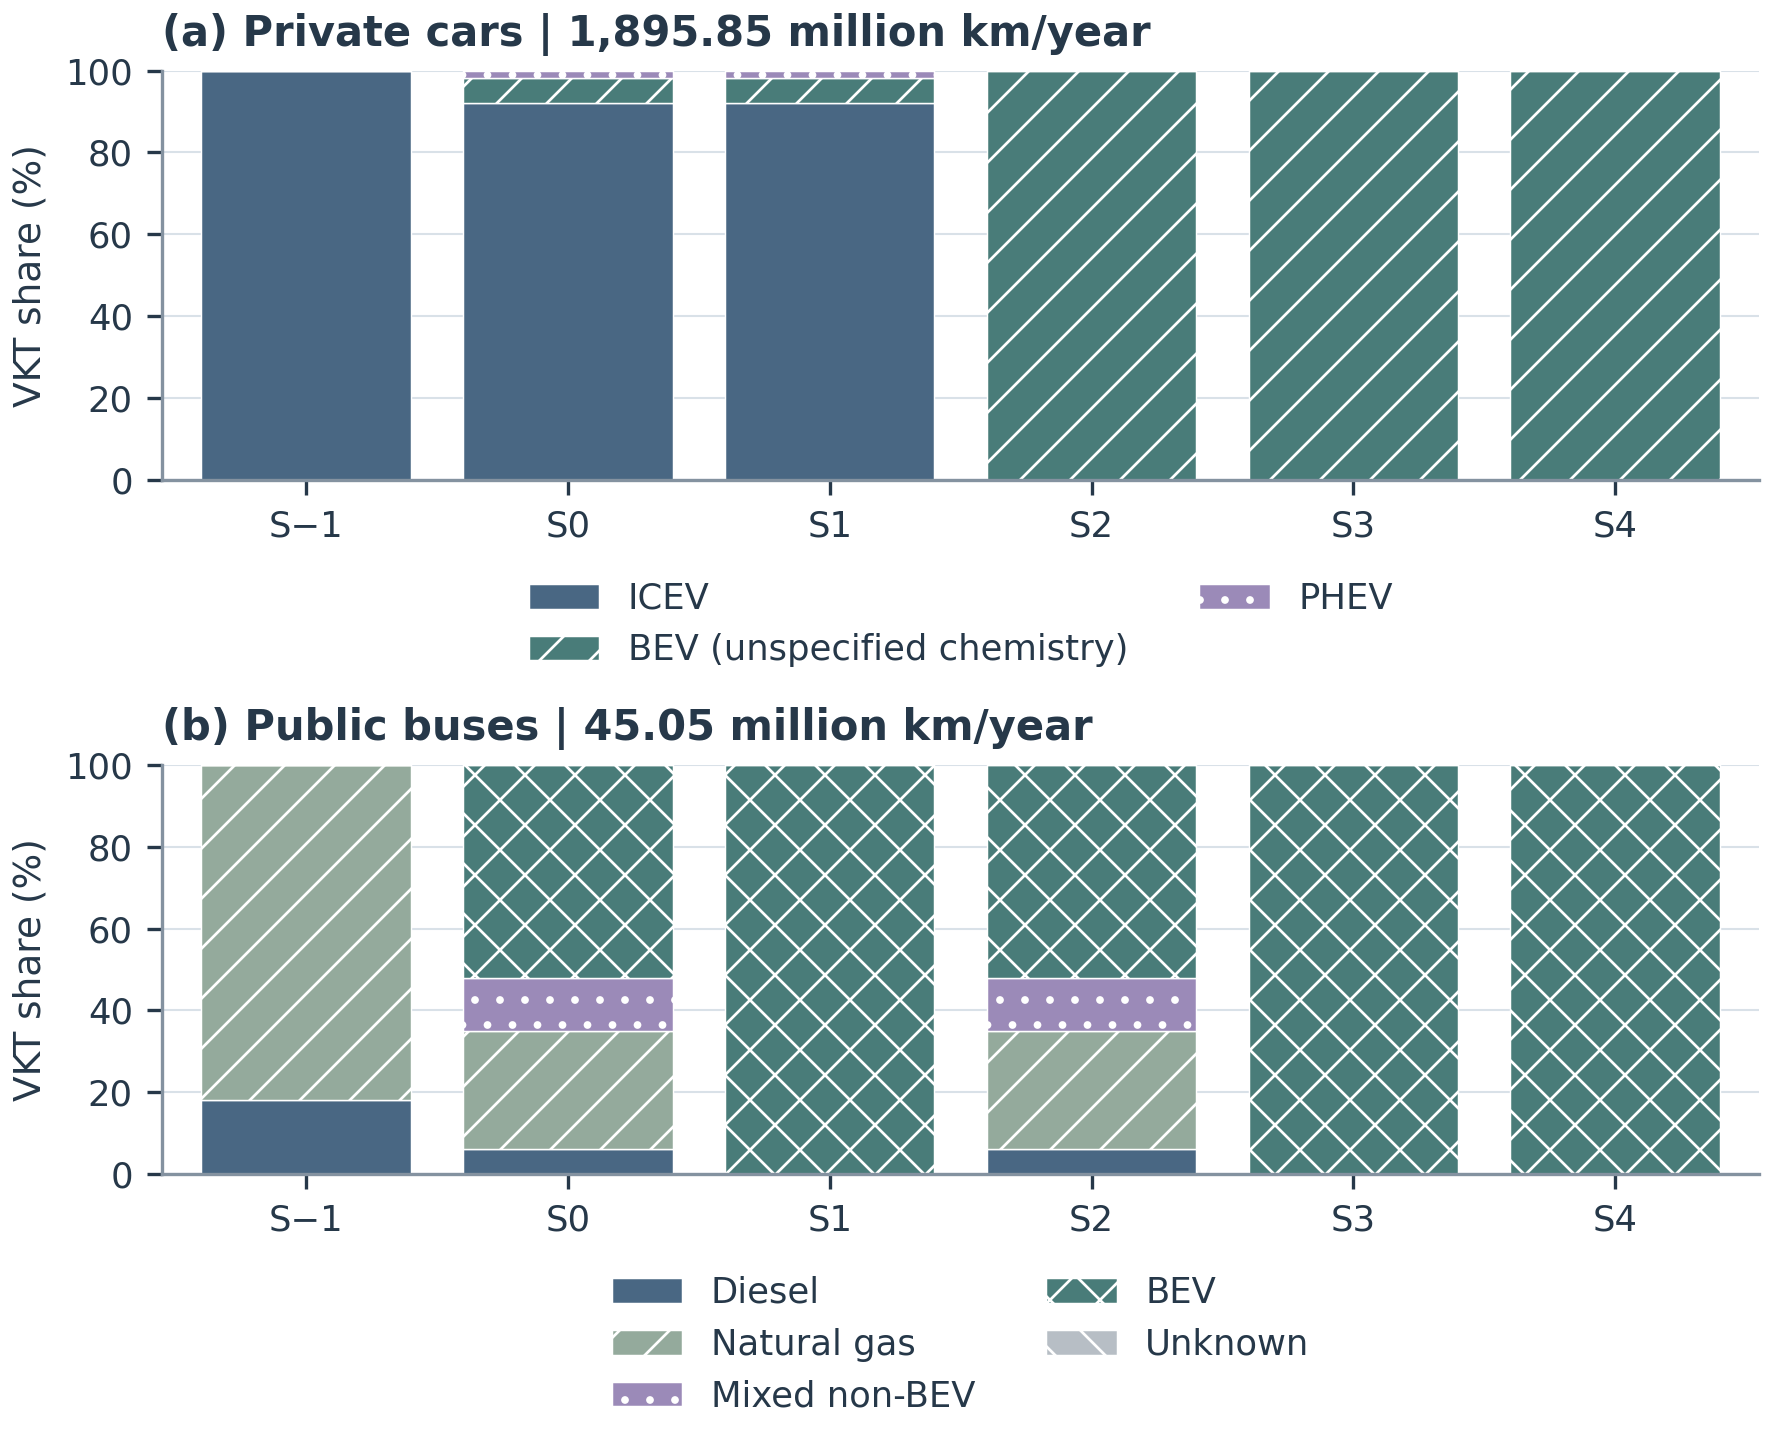 (a) Private cars | 1,895.85 million km/year
VKT share (%)
100
80
60
40
20
0
S−1 S0 S1 S2 S3 S4
ICEV PHEV
BEV (unspecified chemistry)
(b) Public buses | 45.05 million km/year
VKT share (%)
100
80
60
40
20
0
S−1 S0 S1 S2 S3 S4
Diesel BEV
Natural gas Unknown
Mixed non-BEV